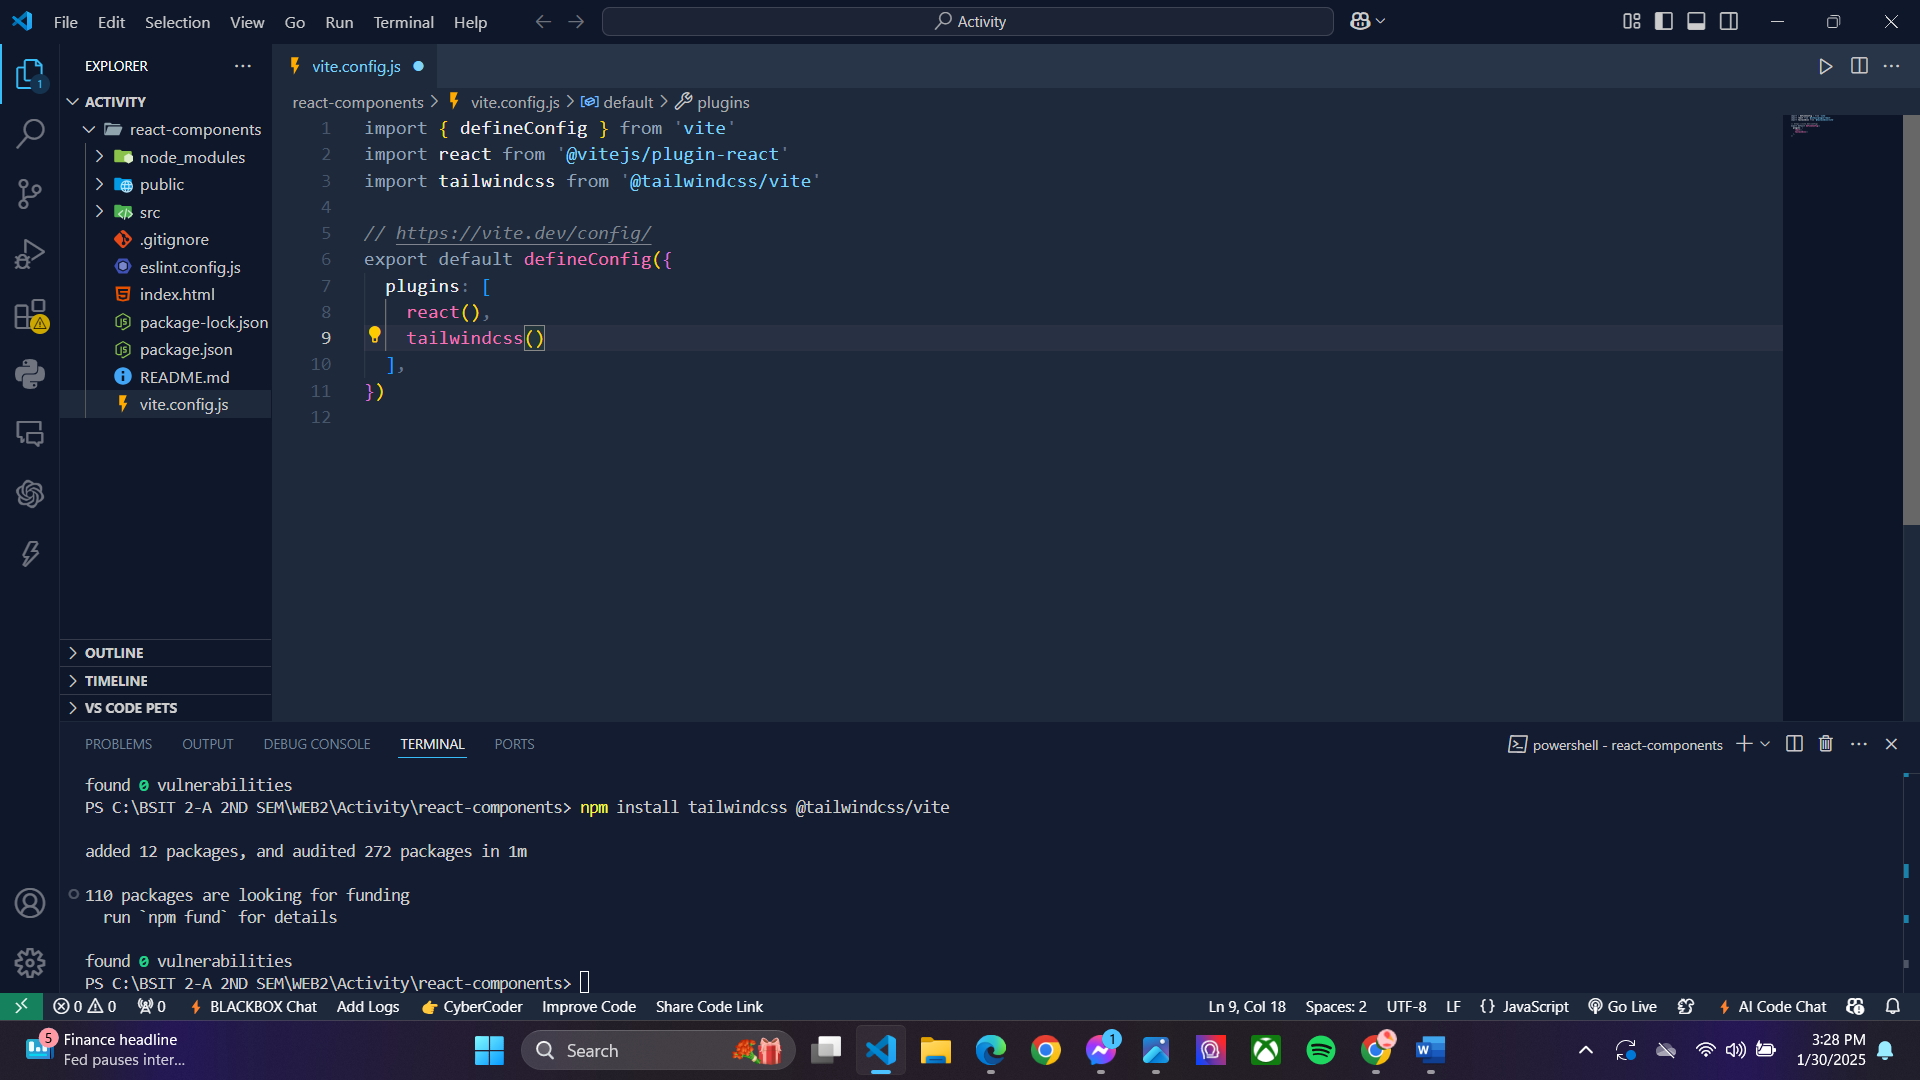 File Edit Selection View Go Run Terminal Help
Activity
EXPLORER
1
ACTIVITY
react-components
node_modules
public
src
.gitignore
eslint.config.js
index.html
package-lock.json
package.json
README.md
vite.config.js
OUTLINE
TIMELINE
VS CODE PETS
vite.config.js
react-components > vite.config.js > default > plugins
1 import { defineConfig } from 'vite'
2 import react from '@vitejs/plugin-react'
3 import tailwindcss from '@tailwindcss/vite'
4
5 // https://vite.dev/config/
6 export default defineConfig({
7 plugins: [
8 react(),
9 tailwindcss()
10 ],
11 })
12
PROBLEMS OUTPUT DEBUG CONSOLE TERMINAL PORTS
powershell - react-components
found 0 vulnerabilities
PS C:\BSIT 2-A 2ND SEM\WEB2\Activity\react-components> npm install tailwindcss @tailwindcss/vite
added 12 packages, and audited 272 packages in 1m
110 packages are looking for funding
run `npm fund` for details
found 0 vulnerabilities
PS C:\BSIT 2-A 2ND SEM\WEB2\Activity\react-components>
0 0 0 BLACKBOX Chat Add Logs CyberCoder Improve Code Share Code Link Ln 9, Col 18 Spaces: 2 UTF-8 LF {} JavaScript Go Live AI Code Chat
5
Finance headline
Fed pauses inter...
Search
1
3:28 PM
1/30/2025